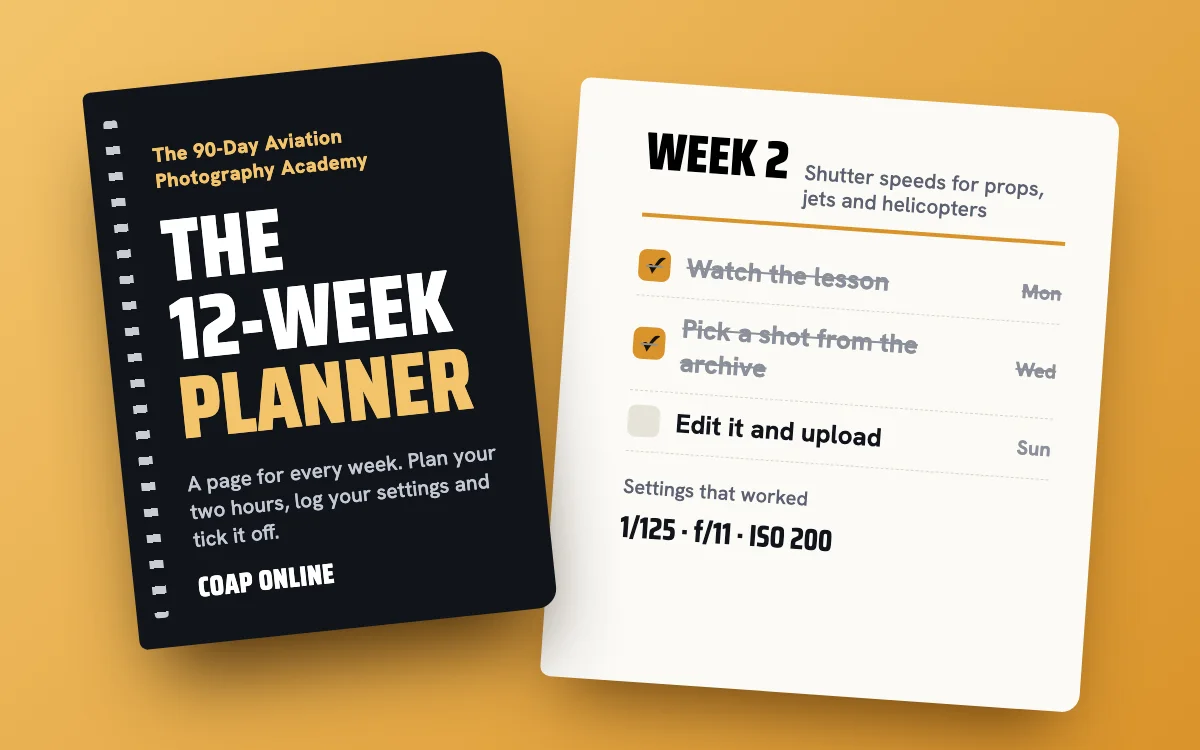 The 90-Day Aviation
Photography Academy
THE
12-WEEK
PLANNER
A page for every week. Plan your
two hours, log your settings and
tick it off.
COAP ONLINE
WEEK 2
Shutter speeds for props,
jets and helicopters
Watch the lesson
Mon
Pick a shot from the
archive
Wed
Edit it and upload
Sun
Settings that worked
1/125 · f/11 · ISO 200